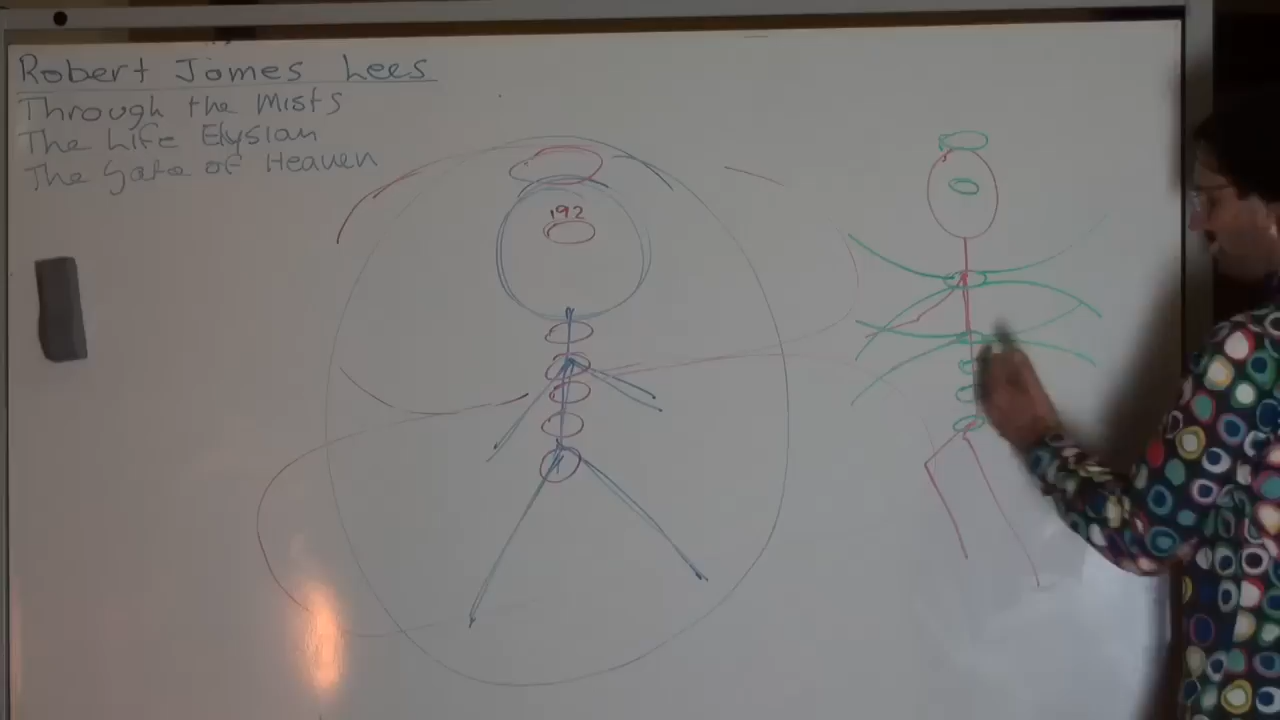 Robert James Lees
Through the Mists
The Life Elysian
The Gate of Heaven
192